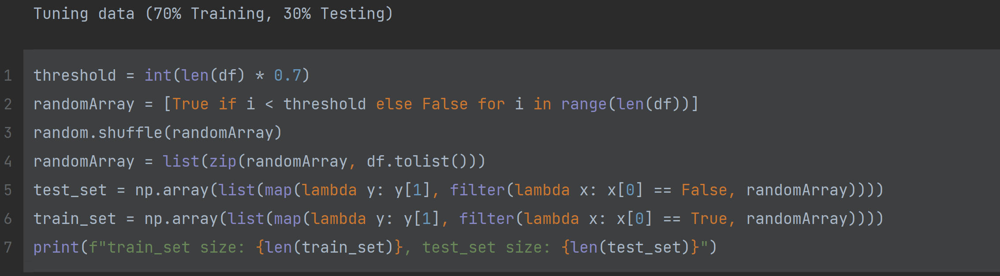 Tuning data (70% Training, 30% Testing)
1 threshold = int(len(df) * 0.7)
2 randomArray = [True if i < threshold else False for i in range(len(df))]
3 random.shuffle(randomArray)
4 randomArray = list(zip(randomArray, df.tolist()))
5 test_set = np.array(list(map(lambda y: y[1], filter(lambda x: x[0] == False, randomArray))))
6 train_set = np.array(list(map(lambda y: y[1], filter(lambda x: x[0] == True, randomArray))))
7 print(f"train_set size: {len(train_set)}, test_set size: {len(test_set)}")